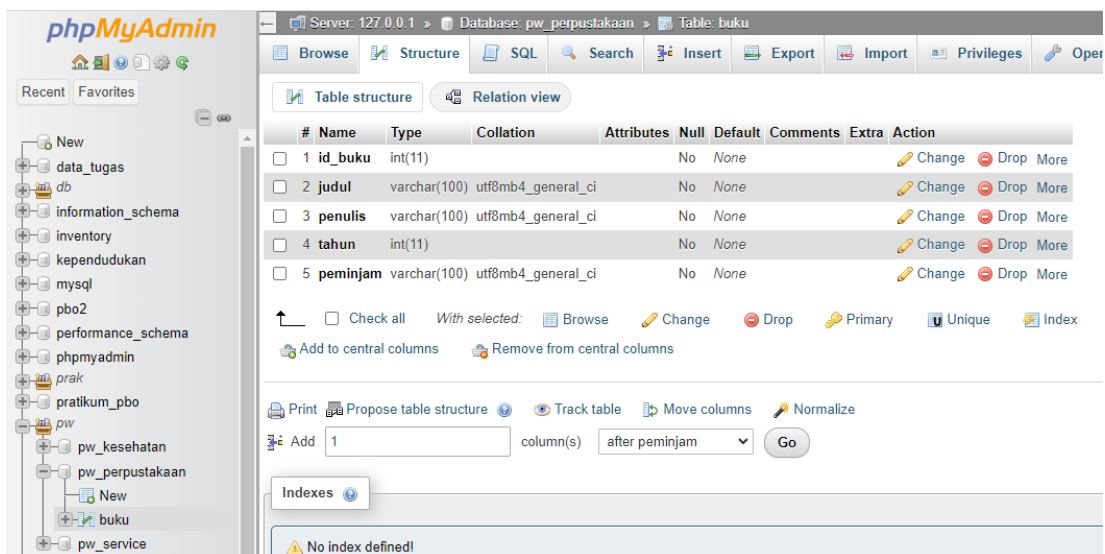 phpMyAdmin
Recent Favorites
New
data_tugas
db
information_schema
inventory
kependudukan
mysql
pbo2
performance_schema
phpmyadmin
prak
pratikum_pbo
pw
pw_kesehatan
pw_perpustakaan
New
buku
pw_service
Server: 127.0.0.1 » Database: pw_perpustakaan » Table: buku
Browse Structure SQL Search Insert Export Import Privileges Oper
Table structure Relation view
# Name Type Collation Attributes Null Default Comments Extra Action
1 id_buku int(11) No None Change Drop More
2 judul varchar(100) utf8mb4_general_ci No None Change Drop More
3 penulis varchar(100) utf8mb4_general_ci No None Change Drop More
4 tahun int(11) No None Change Drop More
5 peminjam varchar(100) utf8mb4_general_ci No None Change Drop More
Check all With selected: Browse Change Drop Primary Unique Index
Add to central columns Remove from central columns
Print Propose table structure Track table Move columns Normalize
Add 1 column(s) after peminjam Go
Indexes
No index defined!